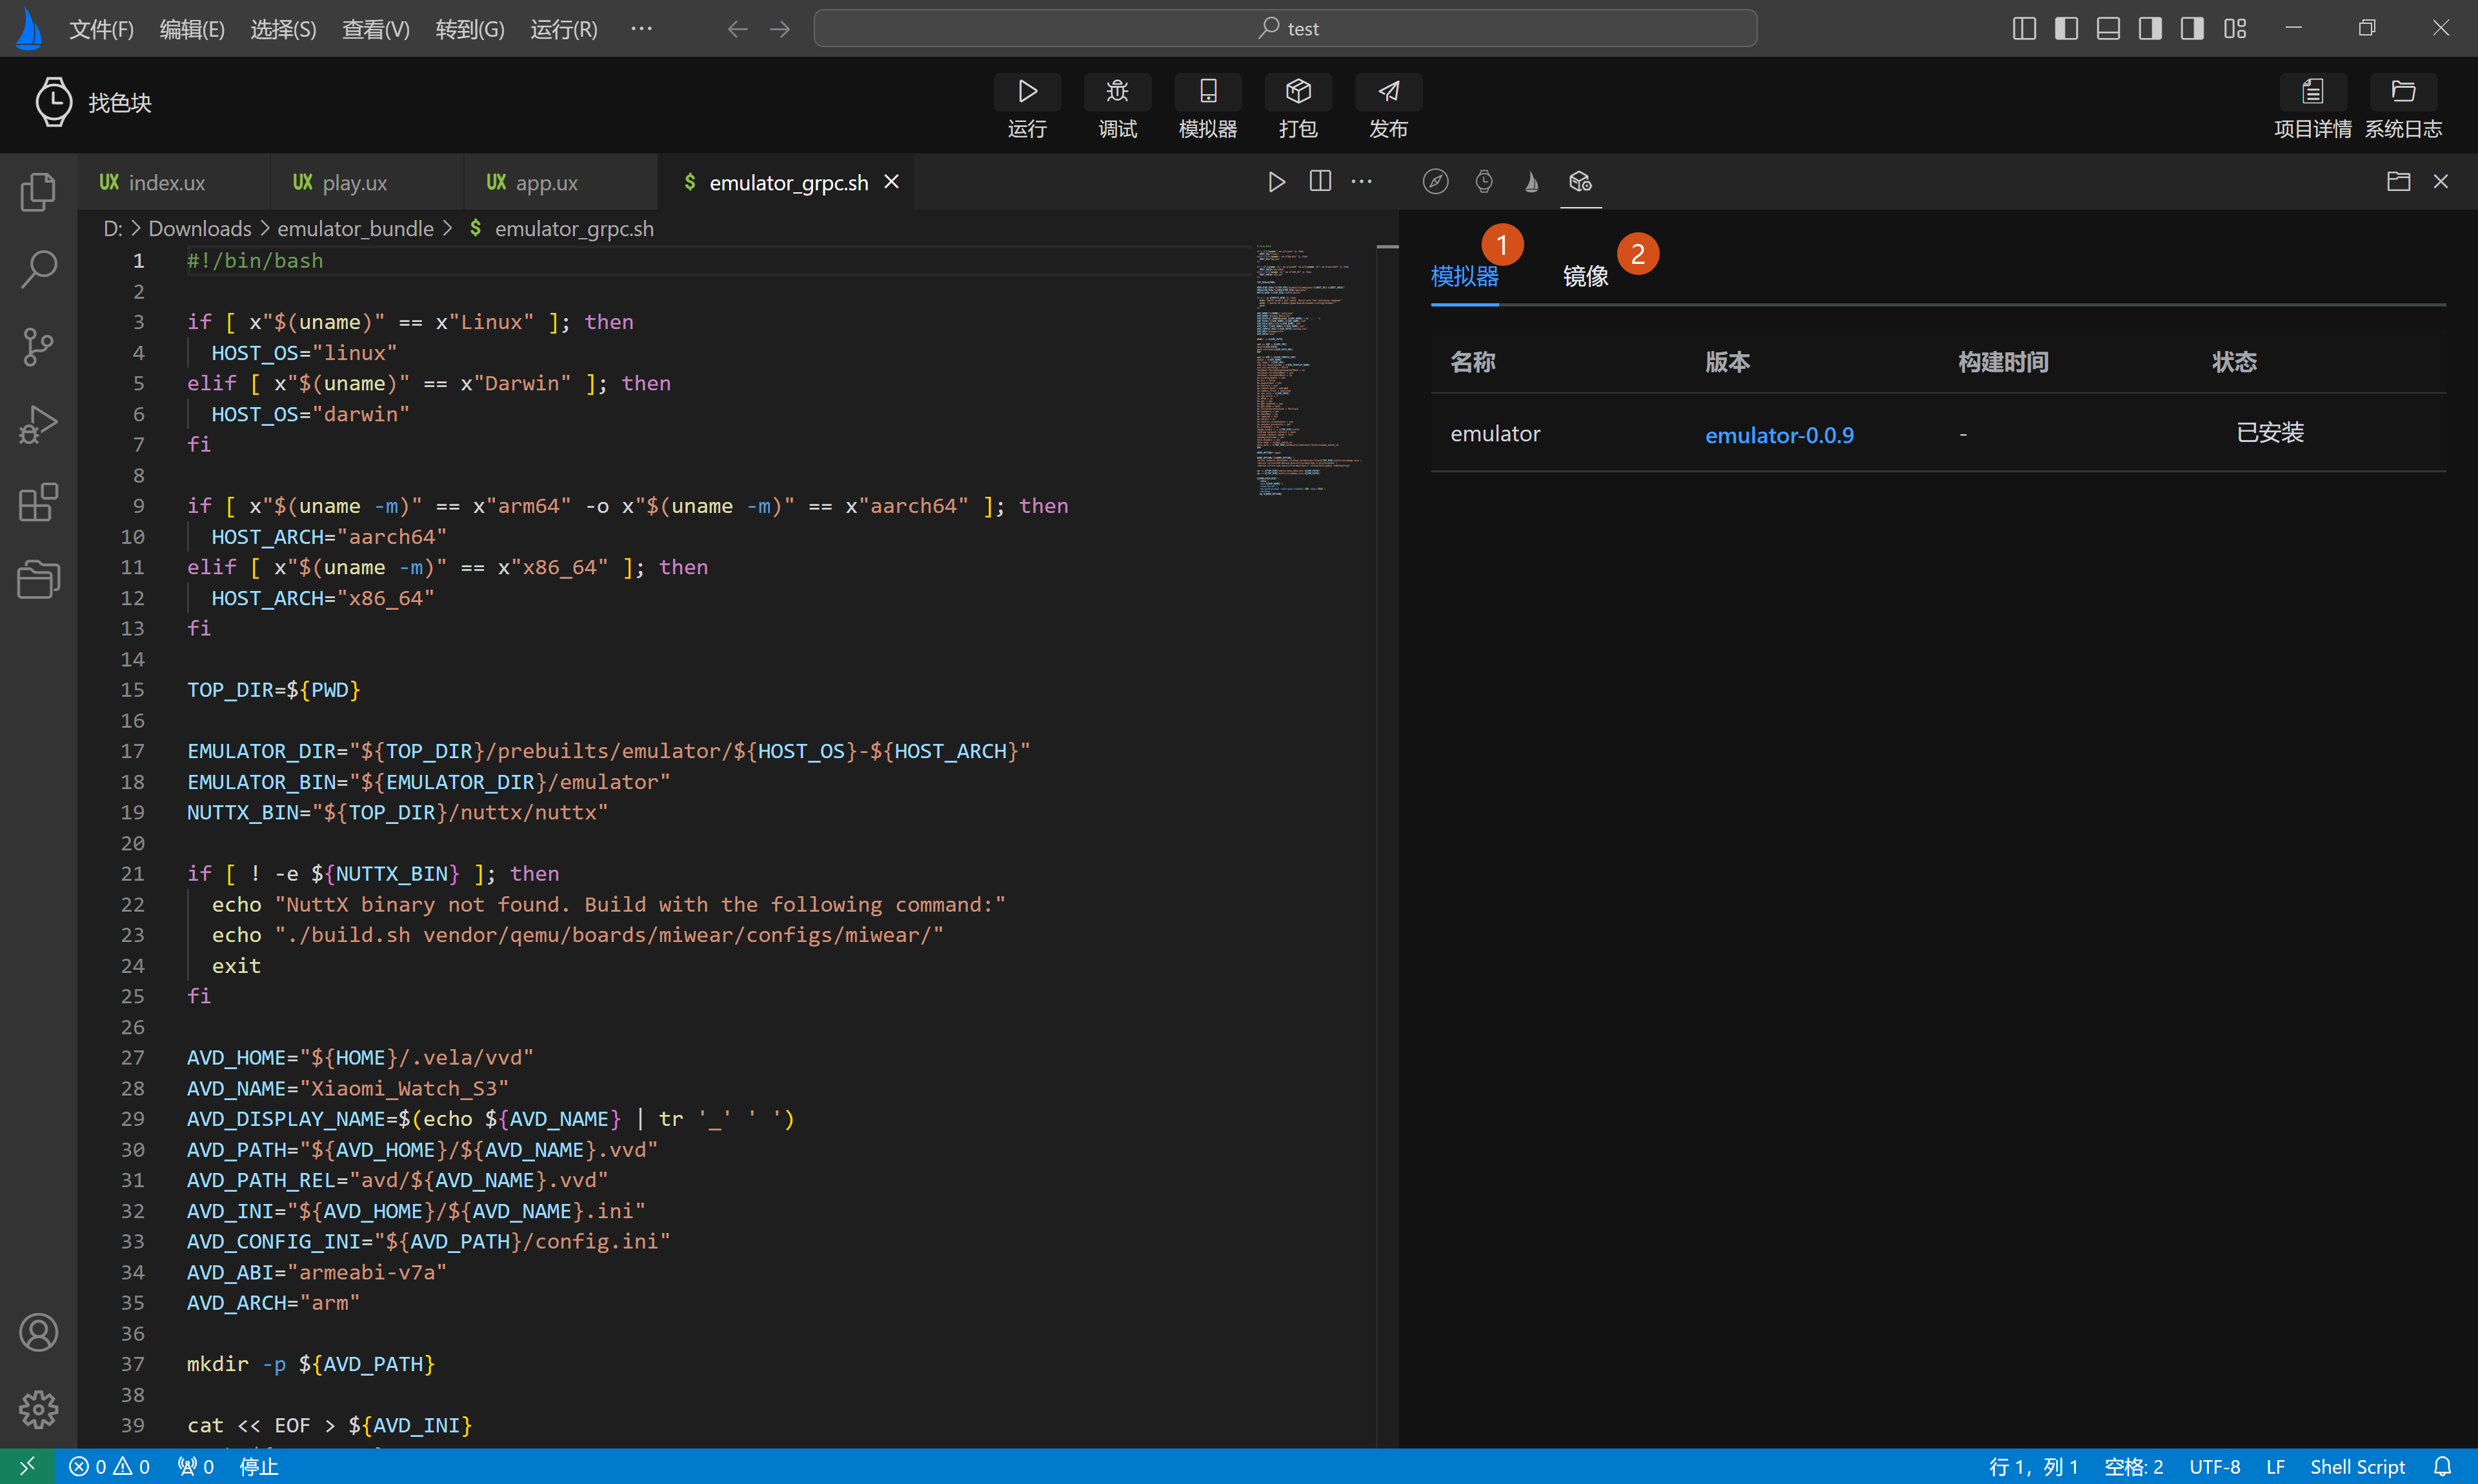 文件(F) 编辑(E) 选择(S) 查看(V) 转到(G) 运行(R) ··· test
找色块 运行 调试 模拟器 打包 发布 项目详情 系统日志
UX index.ux UX play.ux UX app.ux $ emulator_grpc.sh
D: > Downloads > emulator_bundle > $ emulator_grpc.sh
1 #!/bin/bash
2
3 if [ x"$(uname)" == x"Linux" ]; then
4 HOST_OS="linux"
5 elif [ x"$(uname)" == x"Darwin" ]; then
6 HOST_OS="darwin"
7 fi
8
9 if [ x"$(uname -m)" == x"arm64" -o x"$(uname -m)" == x"aarch64" ]; then
10 HOST_ARCH="aarch64"
11 elif [ x"$(uname -m)" == x"x86_64" ]; then
12 HOST_ARCH="x86_64"
13 fi
14
15 TOP_DIR=${PWD}
16
17 EMULATOR_DIR="${TOP_DIR}/prebuilts/emulator/${HOST_OS}-${HOST_ARCH}"
18 EMULATOR_BIN="${EMULATOR_DIR}/emulator"
19 NUTTX_BIN="${TOP_DIR}/nuttx/nuttx"
20
21 if [ ! -e ${NUTTX_BIN} ]; then
22 echo "NuttX binary not found. Build with the following command:"
23 echo "./build.sh vendor/qemu/boards/miwear/configs/miwear/"
24 exit
25 fi
26
27 AVD_HOME="${HOME}/.vela/vvd"
28 AVD_NAME="Xiaomi_Watch_S3"
29 AVD_DISPLAY_NAME=$(echo ${AVD_NAME} | tr '_' ' ')
30 AVD_PATH="${AVD_HOME}/${AVD_NAME}.vvd"
31 AVD_PATH_REL="avd/${AVD_NAME}.vvd"
32 AVD_INI="${AVD_HOME}/${AVD_NAME}.ini"
33 AVD_CONFIG_INI="${AVD_PATH}/config.ini"
34 AVD_ABI="armeabi-v7a"
35 AVD_ARCH="arm"
36
37 mkdir -p ${AVD_PATH}
38
39 cat << EOF > ${AVD_INI}
1 2
模拟器 镜像
名称 版本 构建时间 状态
emulator emulator-0.0.9 - 已安装
0 0 0 停止 行 1，列 1 空格: 2 UTF-8 LF Shell Script